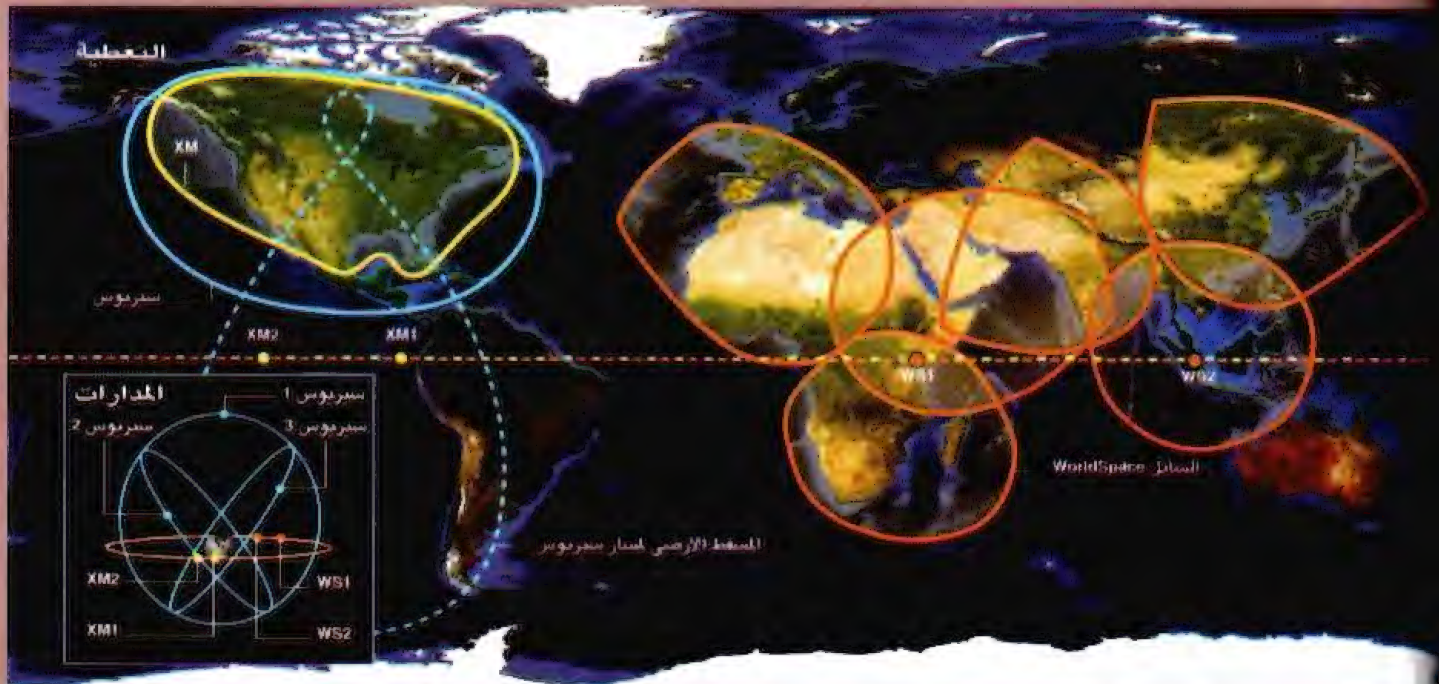 التغطية
XM
سيريوس
XM2
XM1
WS1
WS2
WorldSpace الساتل
المسقط الأرضي لمسار سيريوس
المدارات
سيريوس 1
سيريوس 2
سيريوس 3
XM2
WS1
XM1
WS2